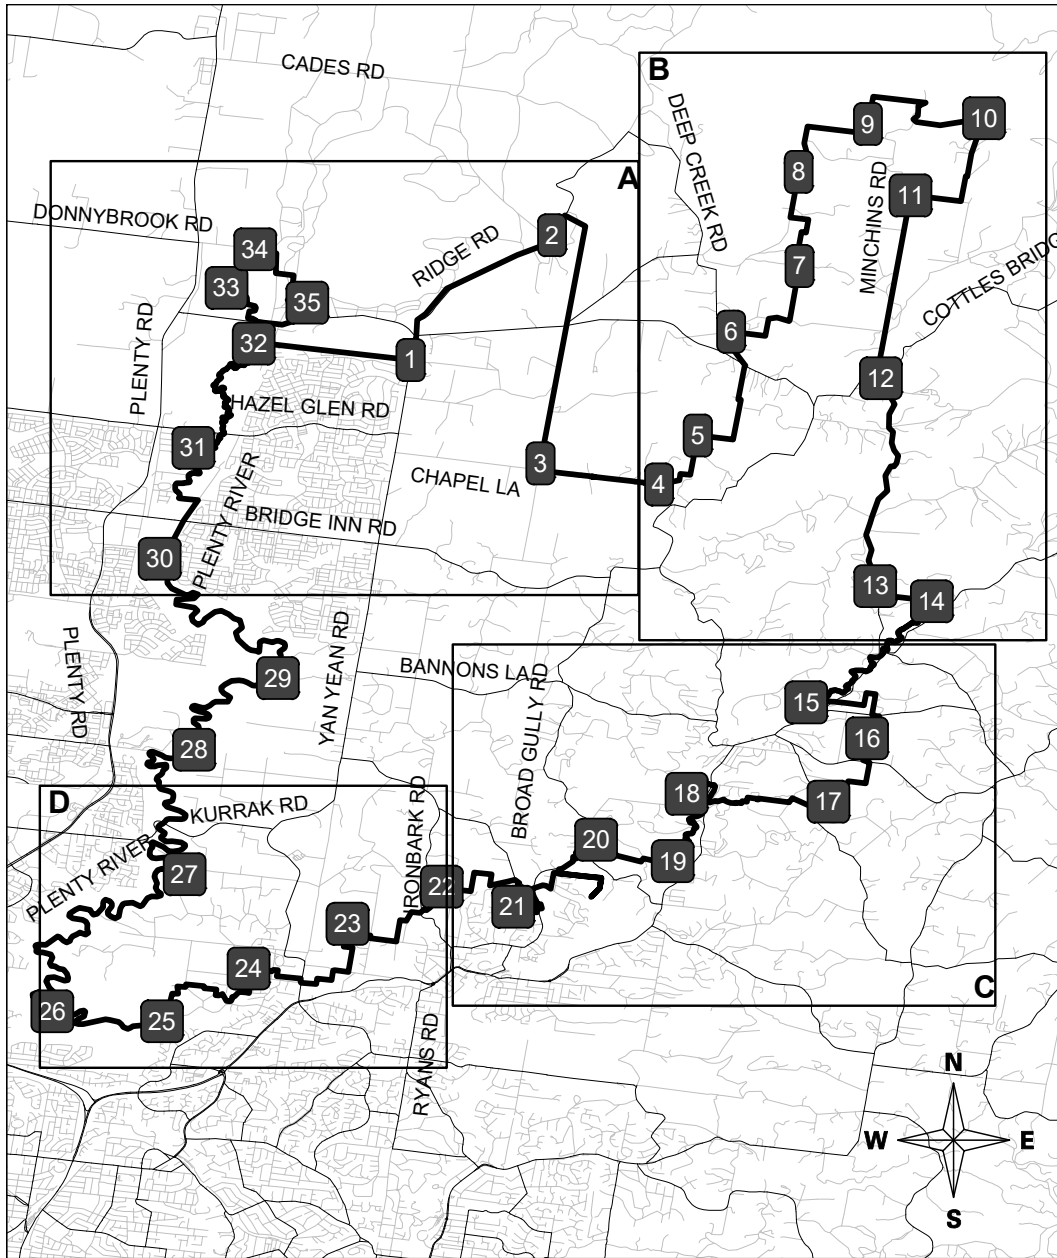 CADES RD
B
DEEP CREEK RD
9
10
8
A
MINCHINS RD
11
DONNYBROOK RD
34
RIDGE RD
2
7
COTTLES BRIDG
33
35
PLENTY RD
32
1
6
12
HAZEL GLEN RD
31
5
3
CHAPEL LA
4
PLENTY RIVER
BRIDGE INN RD
30
13
14
PLENTY RD
YAN YEAN RD
BANNONS LA
29
BROAD GULLY RD
15
28
16
D
KURRAK RD
IRONBARK RD
18
17
PLENTY RIVER
20
27
19
22
21
23
24
C
26
25
RYANS RD
N
W
E
S